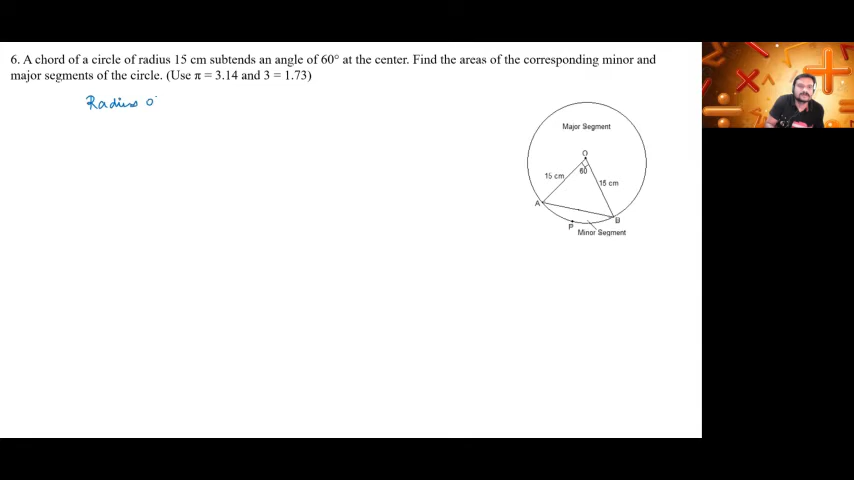 6. A chord of a circle of radius 15 cm subtends an angle of 60° at the center. Find the areas of the corresponding minor and
major segments of the circle. (Use π = 3.14 and 3 = 1.73)
Radius o
Major Segment
O
60
15 cm
15 cm
A
B
P
Minor Segment